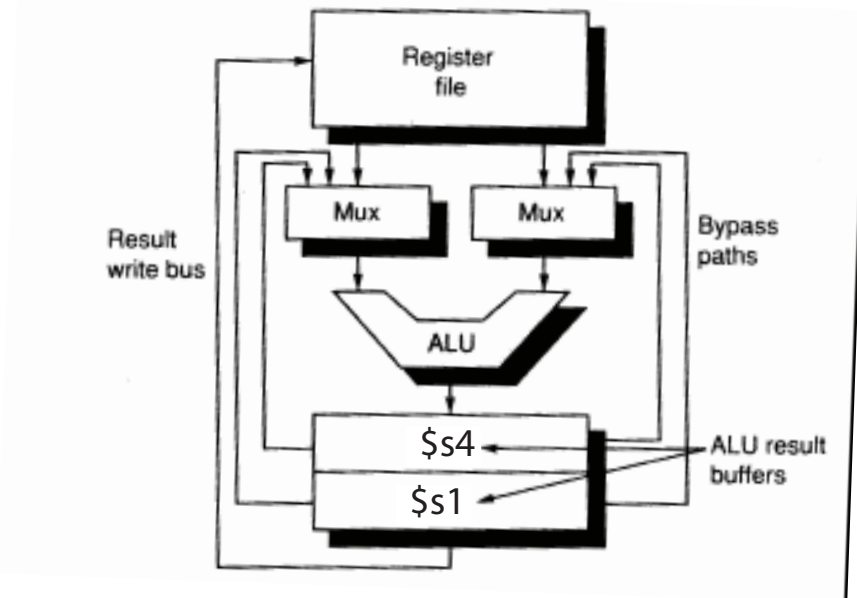 Register
file
Mux
Mux
Result
write bus
Bypass
paths
ALU
$s4
ALU result
buffers
$s1